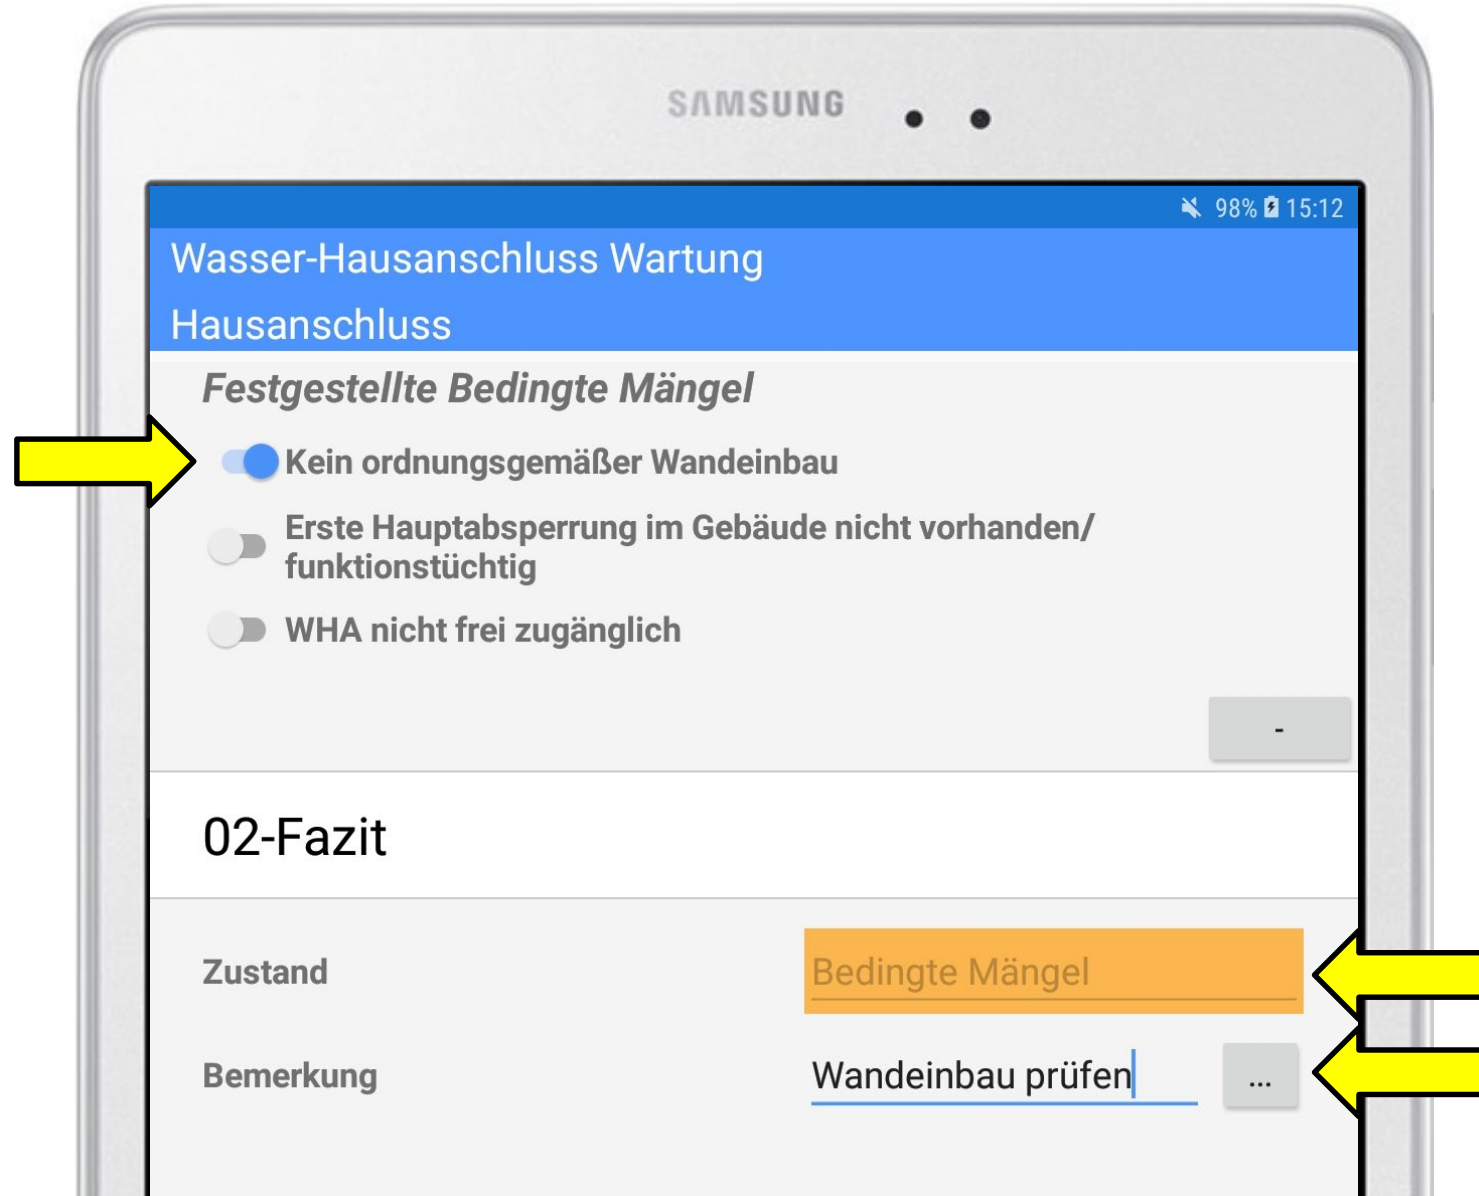 SAMSUNG
98% 15:12
Wasser-Hausanschluss Wartung
Hausanschluss
Festgestellte Bedingte Mängel
Kein ordnungsgemäßer Wandeinbau
Erste Hauptabsperrung im Gebäude nicht vorhanden/
funktionstüchtig
WHA nicht frei zugänglich
-
02-Fazit
Zustand Bedingte Mängel
Bemerkung Wandeinbau prüfen ...